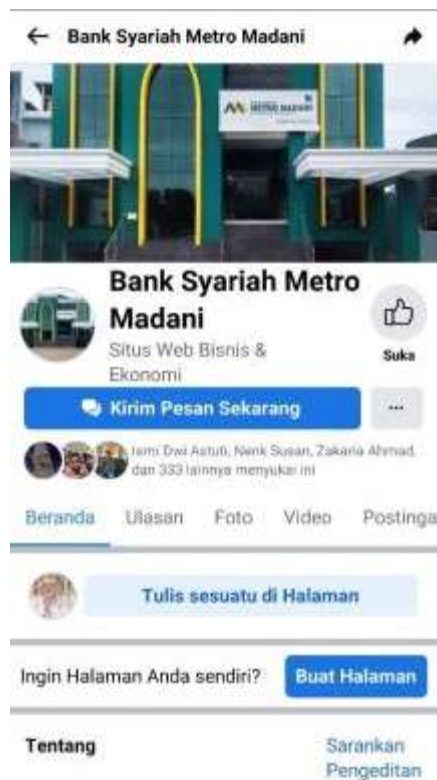 Bank Syariah Metro Madani
METRO MADANI
Bank Syariah Metro
Madani
Situs Web Bisnis &
Ekonomi
Suka
Kirim Pesan Sekarang
Ismi Dwi Astuti, Nenk Susan, Zakaria Ahmad,
dan 333 lainnya menyukai ini
Beranda Ulasan Foto Video Postinga
Tulis sesuatu di Halaman
Ingin Halaman Anda sendiri?
Buat Halaman
Tentang
Sarankan
Pengeditan